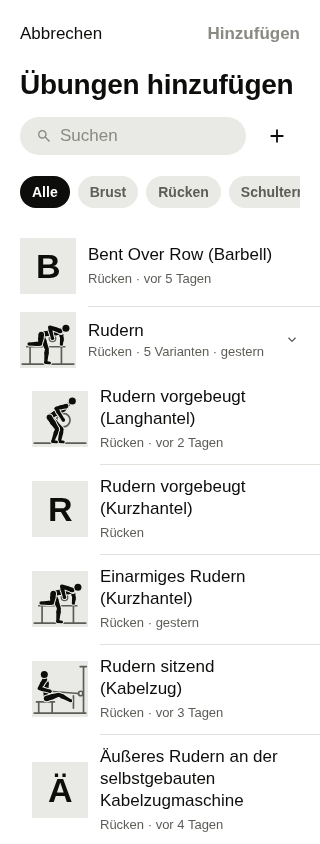 Abbrechen Hinzufügen
Übungen hinzufügen
Suchen
Alle Brust Rücken Schultern
B
Bent Over Row (Barbell)
Rücken · vor 5 Tagen
Rudern
Rücken · 5 Varianten · gestern
Rudern vorgebeugt
(Langhantel)
Rücken · vor 2 Tagen
R
Rudern vorgebeugt
(Kurzhantel)
Rücken
Einarmiges Rudern
(Kurzhantel)
Rücken · gestern
Rudern sitzend
(Kabelzug)
Rücken · vor 3 Tagen
Ä
Äußeres Rudern an der
selbstgebauten
Kabelzugmaschine
Rücken · vor 4 Tagen